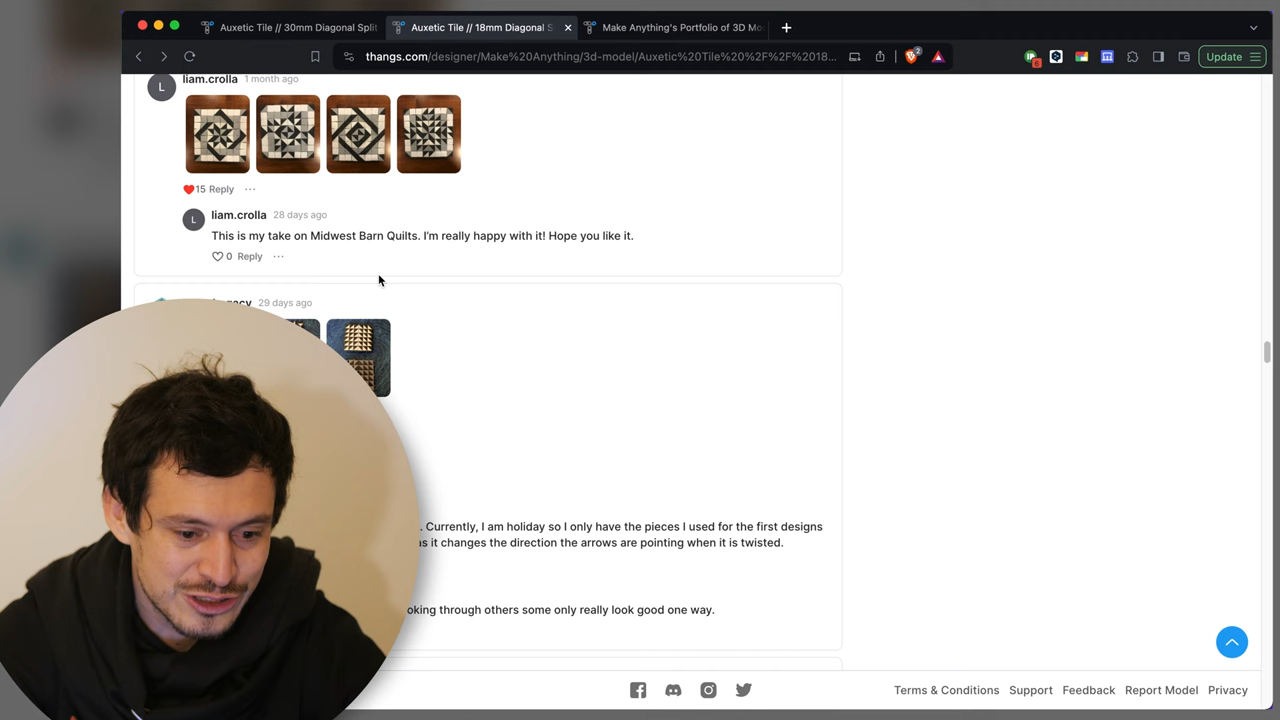 Auxetic Tile // 30mm Diagonal Split
Auxetic Tile // 18mm Diagonal S
Make Anything's Portfolio of 3D Mo
thangs.com/designer/Make%20Anything/3d-model/Auxetic%20Tile%20%2F%2F%2018...
2
6
Update
liam.crolla 1 month ago
L
15 Reply ...
liam.crolla 28 days ago
L
This is my take on Midwest Barn Quilts. I'm really happy with it! Hope you like it.
0 Reply ...
29 days ago
. Currently, I am holiday so I only have the pieces I used for the first designs
as it changes the direction the arrows are pointing when it is twisted.
oking through others some only really look good one way.
Terms & Conditions Support Feedback Report Model Privacy